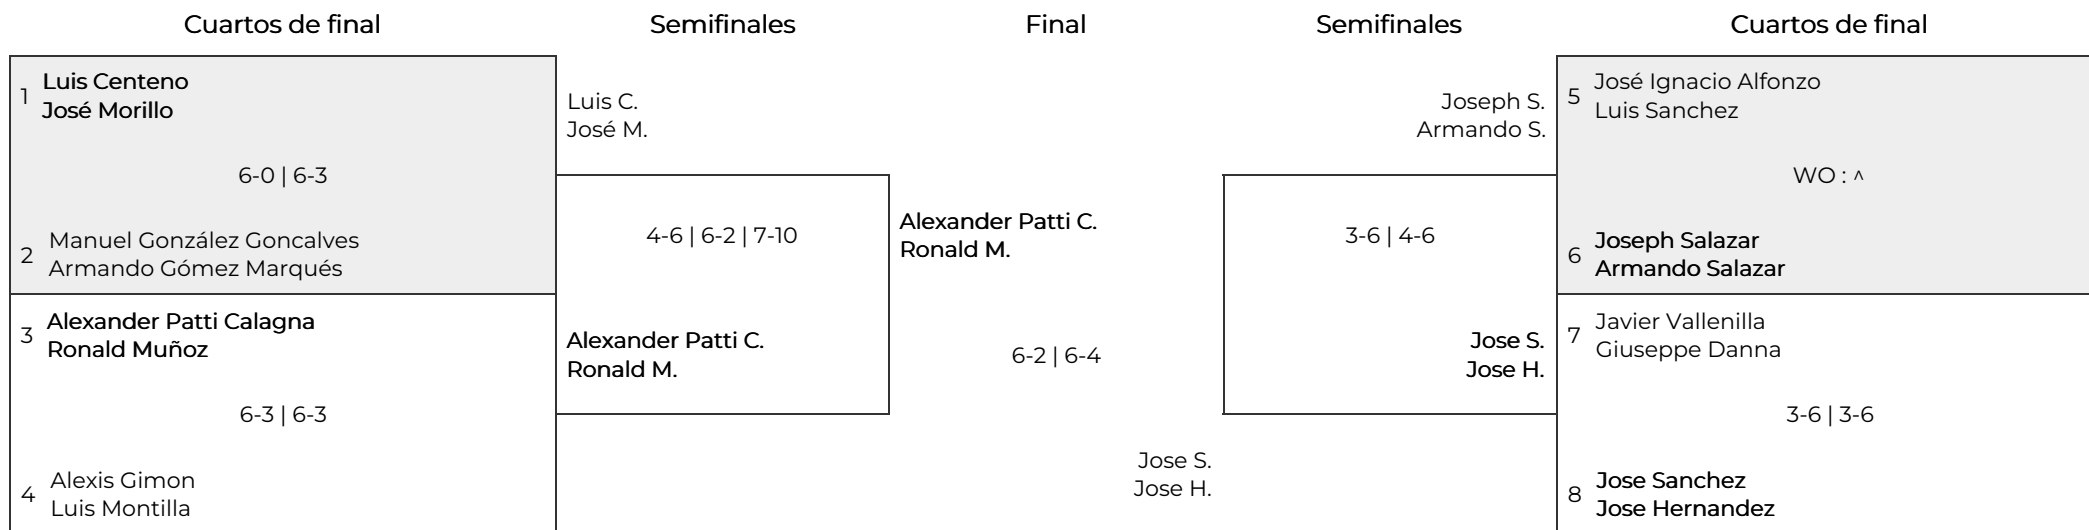 Cuartos de final
Semifinales
Final
Semifinales
Cuartos de final
1
Luis Centeno
José Morillo
6-0 | 6-3
2
Manuel González Goncalves
Armando Gómez Marqués
3
Alexander Patti Calagna
Ronald Muñoz
6-3 | 6-3
4
Alexis Gimon
Luis Montilla
Luis C.
José M.
4-6 | 6-2 | 7-10
Alexander Patti C.
Ronald M.
Alexander Patti C.
Ronald M.
6-2 | 6-4
Jose S.
Jose H.
Joseph S.
Armando S.
3-6 | 4-6
Jose S.
Jose H.
5
José Ignacio Alfonzo
Luis Sanchez
WO : ^
6
Joseph Salazar
Armando Salazar
7
Javier Vallenilla
Giuseppe Danna
3-6 | 3-6
8
Jose Sanchez
Jose Hernandez